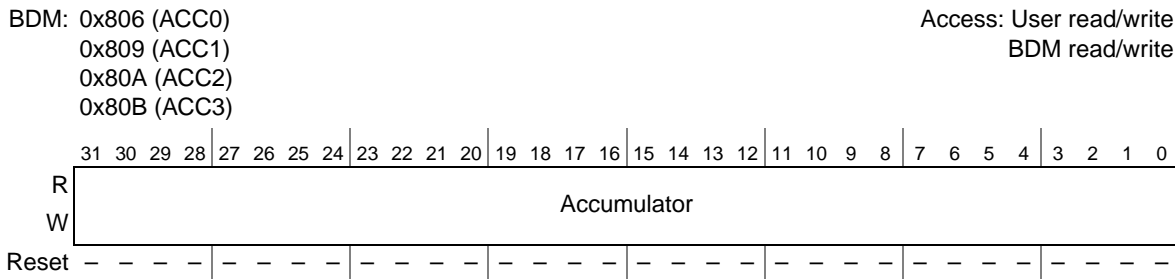 BDM: 0x806 (ACC0) Access: User read/write
0x809 (ACC1) BDM read/write
0x80A (ACC2)
0x80B (ACC3)
31 30 29 28 27 26 25 24 23 22 21 20 19 18 17 16 15 14 13 12 11 10 9 8 7 6 5 4 3 2 1 0
R
Accumulator
W
Reset – – – – – – – – – – – – – – – – – – – – – – – – – – – – – – – –